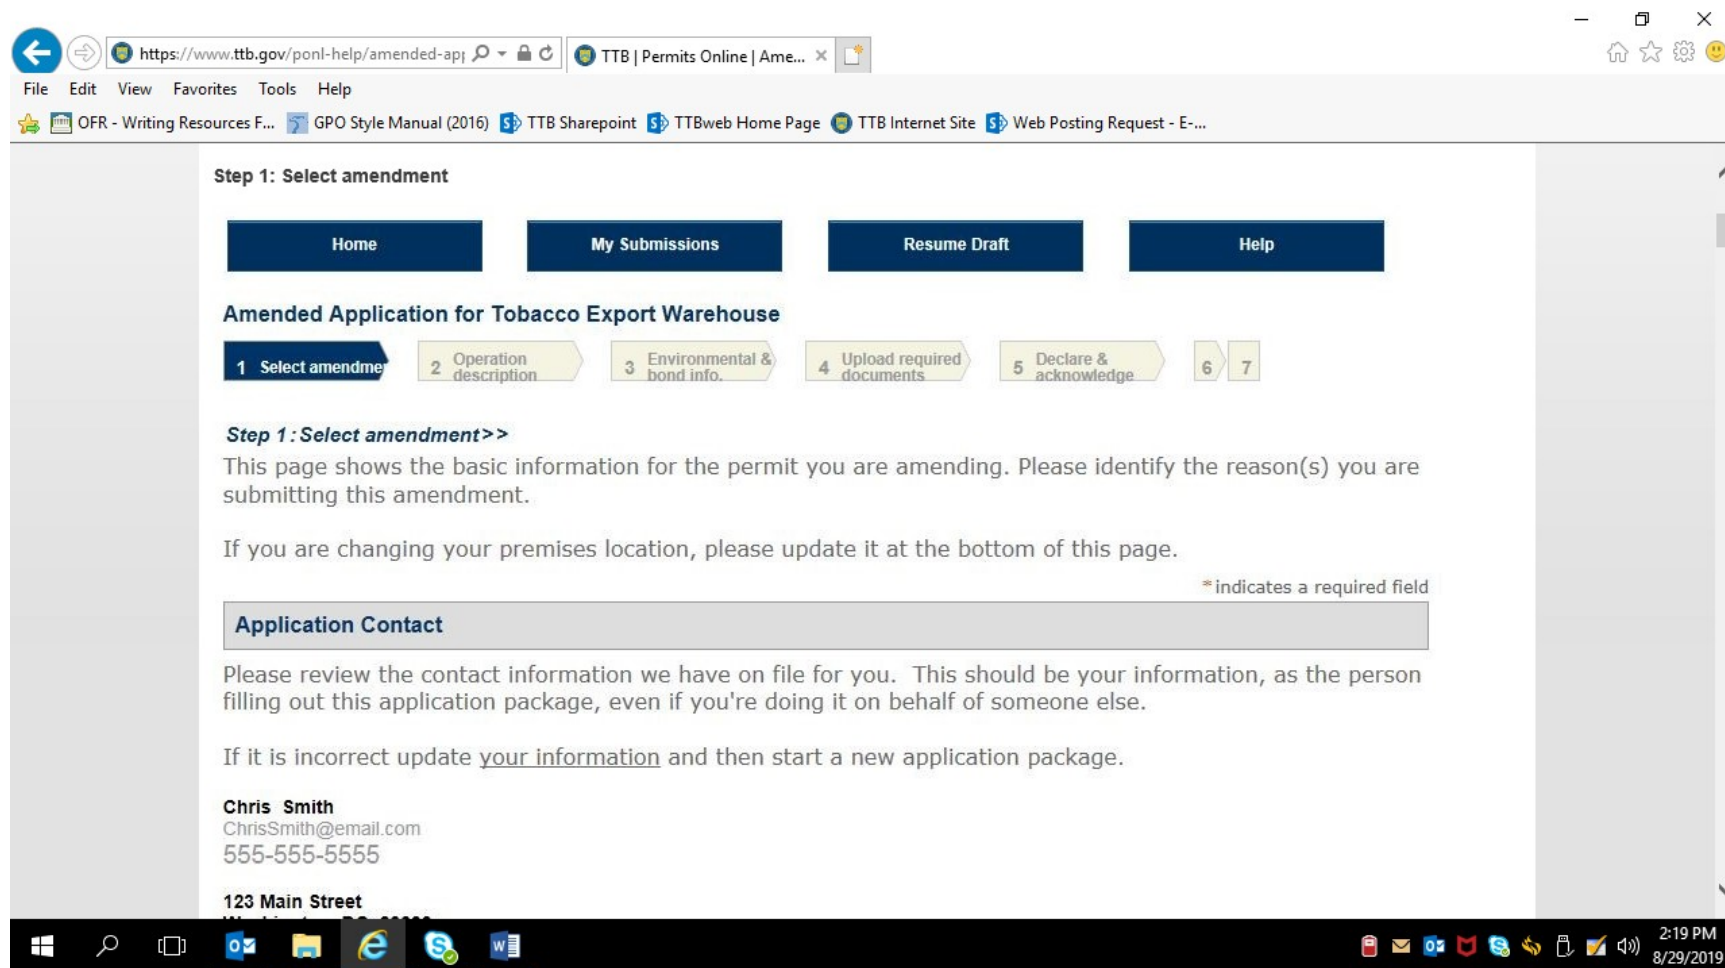 https://www.ttb.gov/ponl-help/amended-ap
TTB | Permits Online | Ame...
File Edit View Favorites Tools Help
OFR - Writing Resources F... GPO Style Manual (2016) TTB Sharepoint TTBweb Home Page TTB Internet Site Web Posting Request - E-...
Step 1: Select amendment
Home My Submissions Resume Draft Help
Amended Application for Tobacco Export Warehouse
1 Select amendme
2 Operation
description
3 Environmental &
bond info.
4 Upload required
documents
5 Declare &
acknowledge
6 7
Step 1:Select amendment>>
This page shows the basic information for the permit you are amending. Please identify the reason(s) you are
submitting this amendment.
If you are changing your premises location, please update it at the bottom of this page.
*indicates a required field
Application Contact
Please review the contact information we have on file for you. This should be your information, as the person
filling out this application package, even if you're doing it on behalf of someone else.
If it is incorrect update your information and then start a new application package.
Chris Smith
ChrisSmith@email.com
555-555-5555
123 Main Street
2:19 PM
8/29/2019